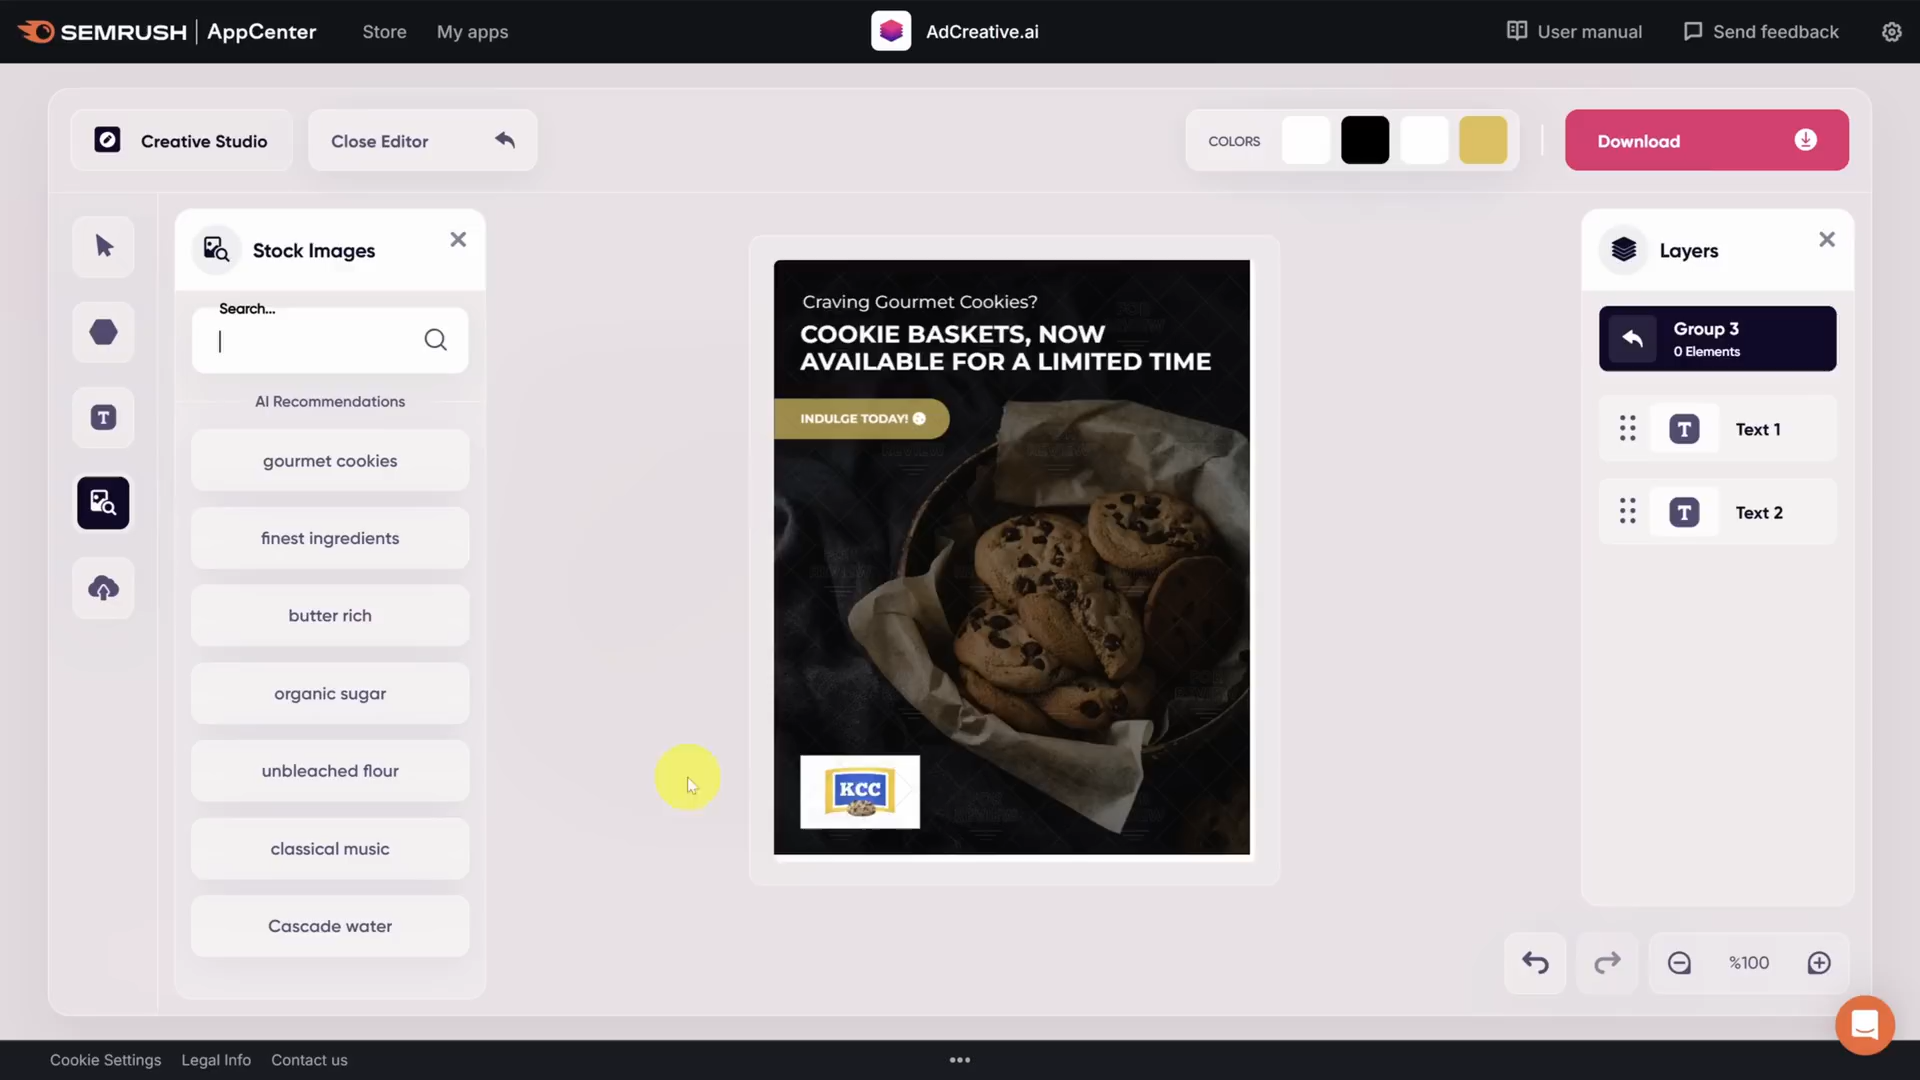 SEMRUSH AppCenter
Store
My apps
AdCreative.ai
User manual
Send feedback
Creative Studio
Close Editor
COLORS
Download
Stock Images
Search...
AI Recommendations
gourmet cookies
finest ingredients
butter rich
organic sugar
unbleached flour
classical music
Cascade water
Craving Gourmet Cookies?
COOKIE BASKETS, NOW
AVAILABLE FOR A LIMITED TIME
INDULGE TODAY!
KCC
Layers
Group 3
0 Elements
T Text 1
T Text 2
%100
Cookie Settings
Legal Info
Contact us